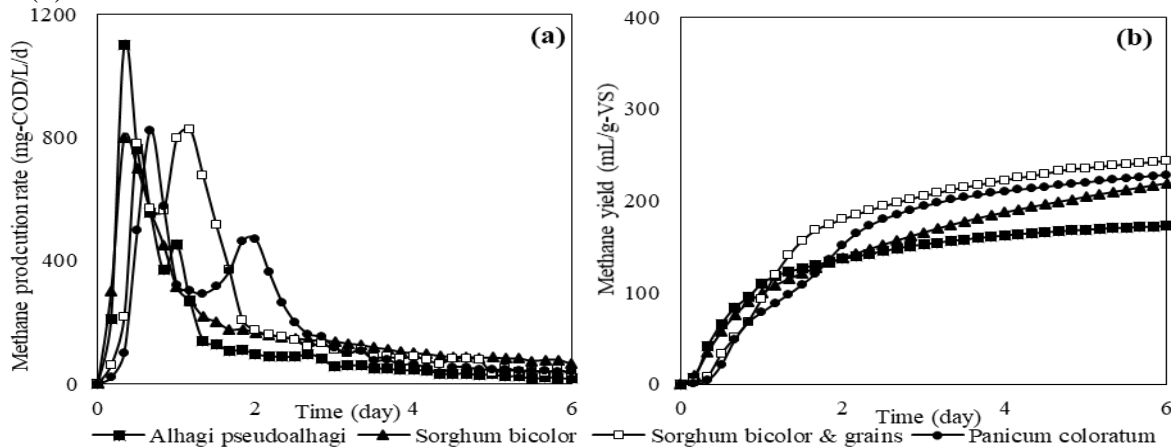 (a)
(b)
1200
800
400
0
Methane prodcution rate (mg-COD/L/d)
0
2
4
6
Time (day)
400
300
200
100
0
Methane yield (mL/g-VS)
0
2
4
6
Time (day)
Alhagi pseudoalhagi
Sorghum bicolor
Sorghum bicolor & grains
Panicum coloratum